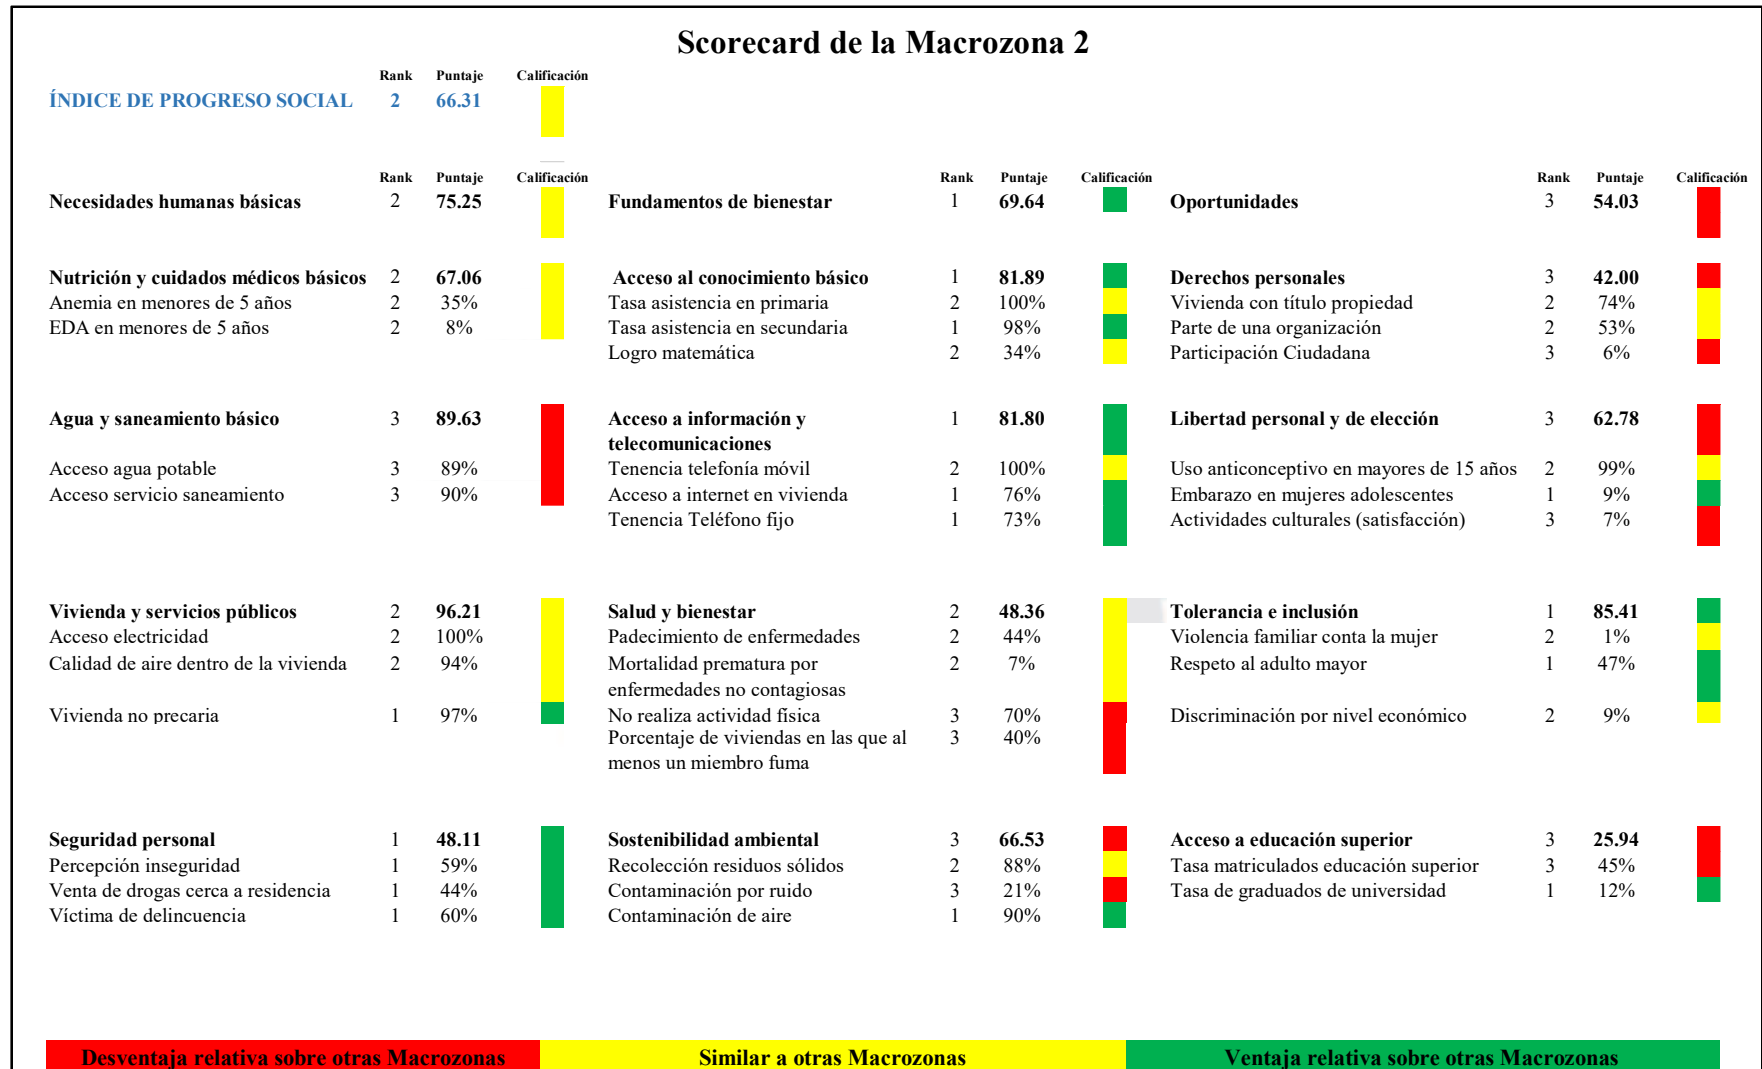 Scorecard de la Macrozona 2
Rank Puntaje Calificación
ÍNDICE DE PROGRESO SOCIAL 2 66.31
Rank Puntaje Calificación Rank Puntaje Calificación Rank Puntaje Calificación
Necesidades humanas básicas 2 75.25 Fundamentos de bienestar 1 69.64 Oportunidades 3 54.03
Nutrición y cuidados médicos básicos 2 67.06 Acceso al conocimiento básico 1 81.89 Derechos personales 3 42.00
Anemia en menores de 5 años 2 35% Tasa asistencia en primaria 2 100% Vivienda con título propiedad 2 74%
EDA en menores de 5 años 2 8% Tasa asistencia en secundaria 1 98% Parte de una organización 2 53%
Logro matemática 2 34% Participación Ciudadana 3 6%
Agua y saneamiento básico 3 89.63 Acceso a información y 1 81.80 Libertad personal y de elección 3 62.78
telecomunicaciones
Acceso agua potable 3 89% Tenencia telefonía móvil 2 100% Uso anticonceptivo en mayores de 15 años 2 99%
Acceso servicio saneamiento 3 90% Acceso a internet en vivienda 1 76% Embarazo en mujeres adolescentes 1 9%
Tenencia Teléfono fijo 1 73% Actividades culturales (satisfacción) 3 7%
Vivienda y servicios públicos 2 96.21 Salud y bienestar 2 48.36 Tolerancia e inclusión 1 85.41
Acceso electricidad 2 100% Padecimiento de enfermedades 2 44% Violencia familiar conta la mujer 2 1%
Calidad de aire dentro de la vivienda 2 94% Mortalidad prematura por 2 7% Respeto al adulto mayor 1 47%
enfermedades no contagiosas
Vivienda no precaria 1 97% No realiza actividad física 3 70% Discriminación por nivel económico 2 9%
Porcentaje de viviendas en las que al 3 40%
menos un miembro fuma
Seguridad personal 1 48.11 Sostenibilidad ambiental 3 66.53 Acceso a educación superior 3 25.94
Percepción inseguridad 1 59% Recolección residuos sólidos 2 88% Tasa matriculados educación superior 3 45%
Venta de drogas cerca a residencia 1 44% Contaminación por ruido 3 21% Tasa de graduados de universidad 1 12%
Víctima de delincuencia 1 60% Contaminación de aire 1 90%
Desventaja relativa sobre otras Macrozonas Similar a otras Macrozonas Ventaja relativa sobre otras Macrozonas